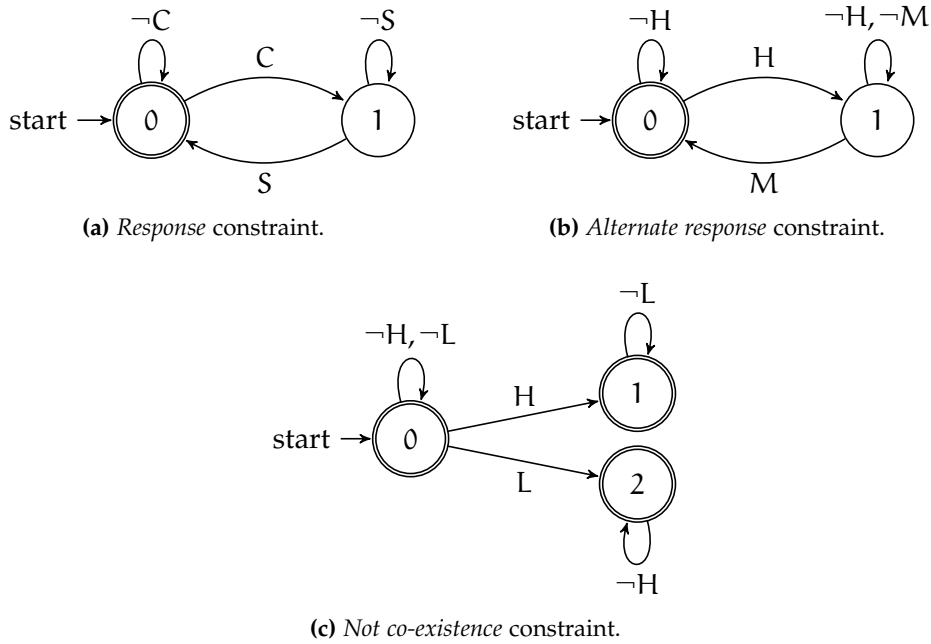 ¬C
C
¬S
start
0
1
S
(a) Response constraint.
¬H
H
¬H, ¬M
start
0
1
M
(b) Alternate response constraint.
¬H, ¬L
¬L
H
1
start
0
L
2
¬H
(c) Not co-existence constraint.